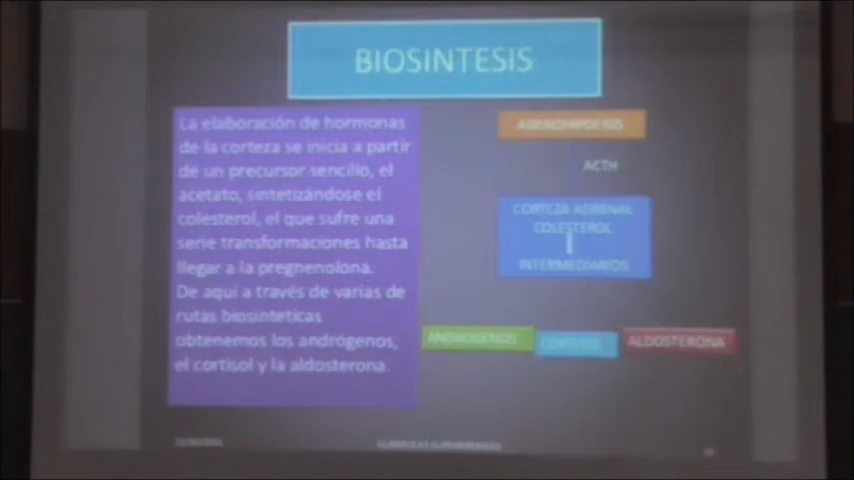 BIOSINTESIS
La elaboración de hormonas
de la corteza se inicia a partir
de un precursor sencillo, el
acetato, sintetizándose el
colesterol, el que sufre una
serie transformaciones hasta
llegar a la pregnenolona.
De aquí a través de varias de
rutas biosinteticas
obtenemos los andrógenos,
el cortisol y la aldosterona.
ADENOHIPOFISIS
ACTH
CORTEZA ADRENAL
COLESTEROL
INTERMEDIARIOS
ANDROGENOS
CORTISOL
ALDOSTERONA